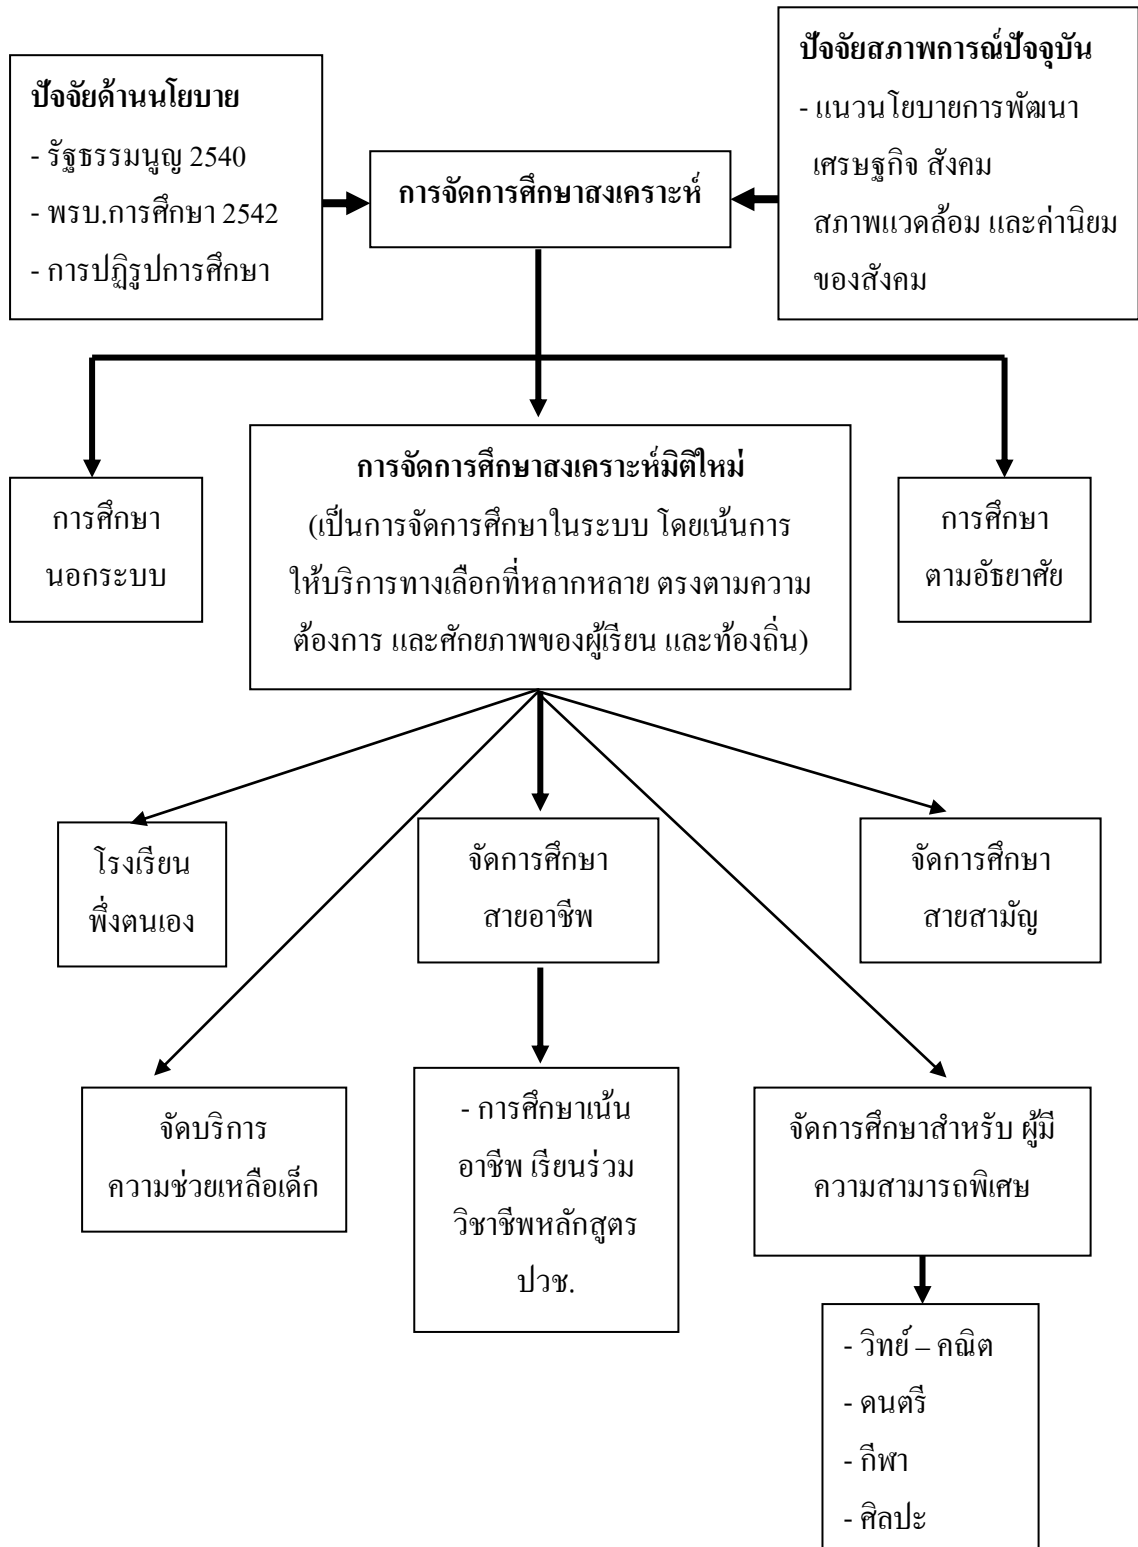 ปัจจัยด้านนโยบาย
- รัฐธรรมนูญ 2540
- พรบ.การศึกษา 2542
- การปฏิรูปการศึกษา
การจัดการศึกษาสงเคราะห์
ปัจจัยสภาพการณ์ปัจจุบัน
- แนวนโยบายการพัฒนา
เศรษฐกิจ สังคม
สภาพแวดล้อม และค่านิยม
ของสังคม
การศึกษา
นอกระบบ
การจัดการศึกษาสงเคราะห์มิติใหม่
(เป็นการจัดการศึกษาในระบบ โดยเน้นการ
ให้บริการทางเลือกที่หลากหลาย ตรงตามความ
ต้องการ และศักยภาพของผู้เรียน และท้องถิ่น)
การศึกษา
ตามอัธยาศัย
โรงเรียน
พึ่งตนเอง
จัดการศึกษา
สายอาชีพ
จัดการศึกษา
สายสามัญ
จัดบริการ
ความช่วยเหลือเด็ก
- การศึกษาเน้น
อาชีพ เรียนร่วม
วิชาชีพหลักสูตร
ปวช.
จัดการศึกษาสำหรับ ผู้มี
ความสามารถพิเศษ
- วิทย์ – คณิต
- ดนตรี
- กีฬา
- ศิลปะ